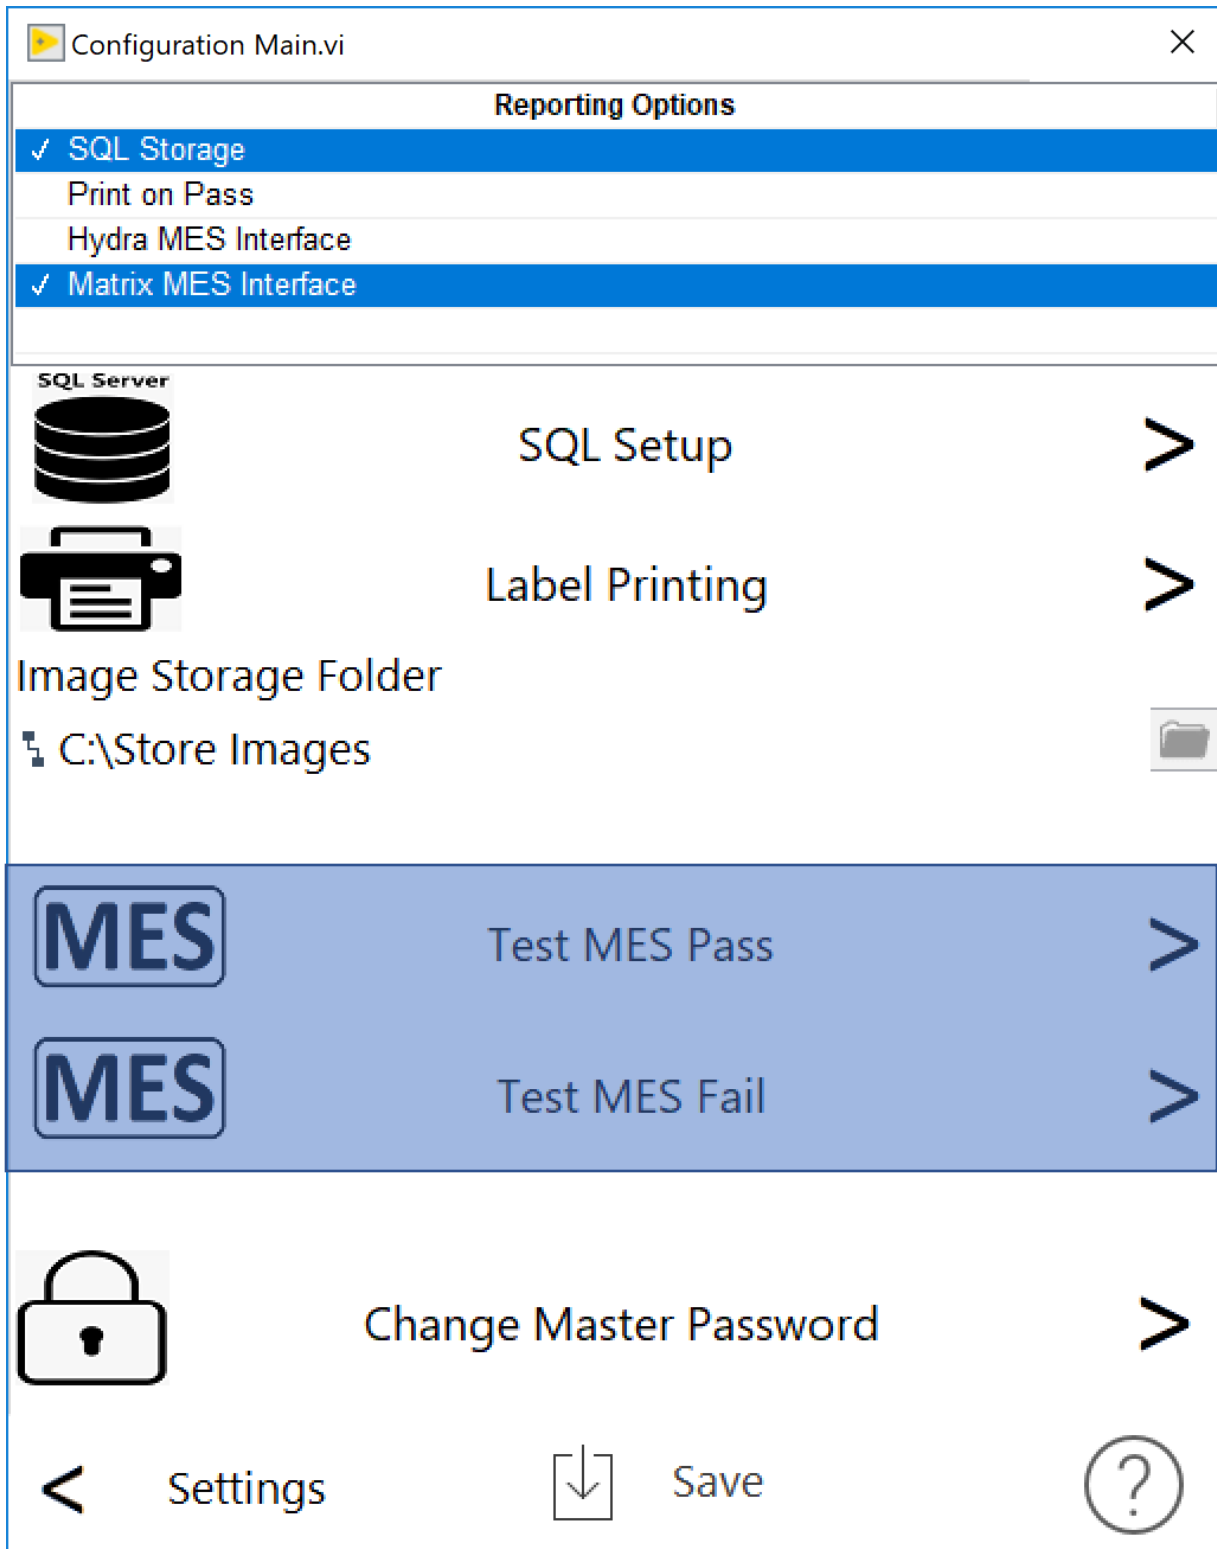 Configuration Main.vi
Reporting Options
✓ SQL Storage
Print on Pass
Hydra MES Interface
✓ Matrix MES Interface
SQL Server
SQL Setup >
Label Printing >
Image Storage Folder
C:\Store Images
MES Test MES Pass >
MES Test MES Fail >
Change Master Password >
< Settings Save ?